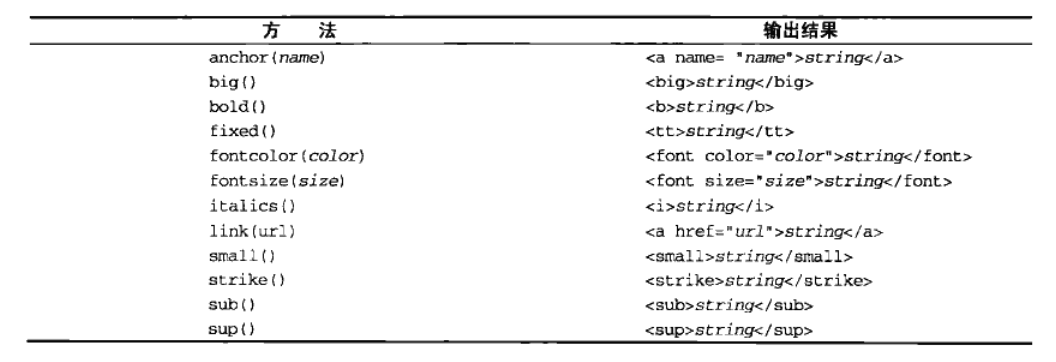 方 法 输出结果
anchor(name) <a name= "name">string</a>
big() <big>string</big>
bold() <b>string</b>
fixed() <tt>string</tt>
fontcolor(color) <font color="color">string</font>
fontsize(size) <font size="size">string</font>
italics() <i>string</i>
link(url) <a href="url">string</a>
small() <small>string</small>
strike() <strike>string</strike>
sub() <sub>string</sub>
sup() <sup>string</sup>